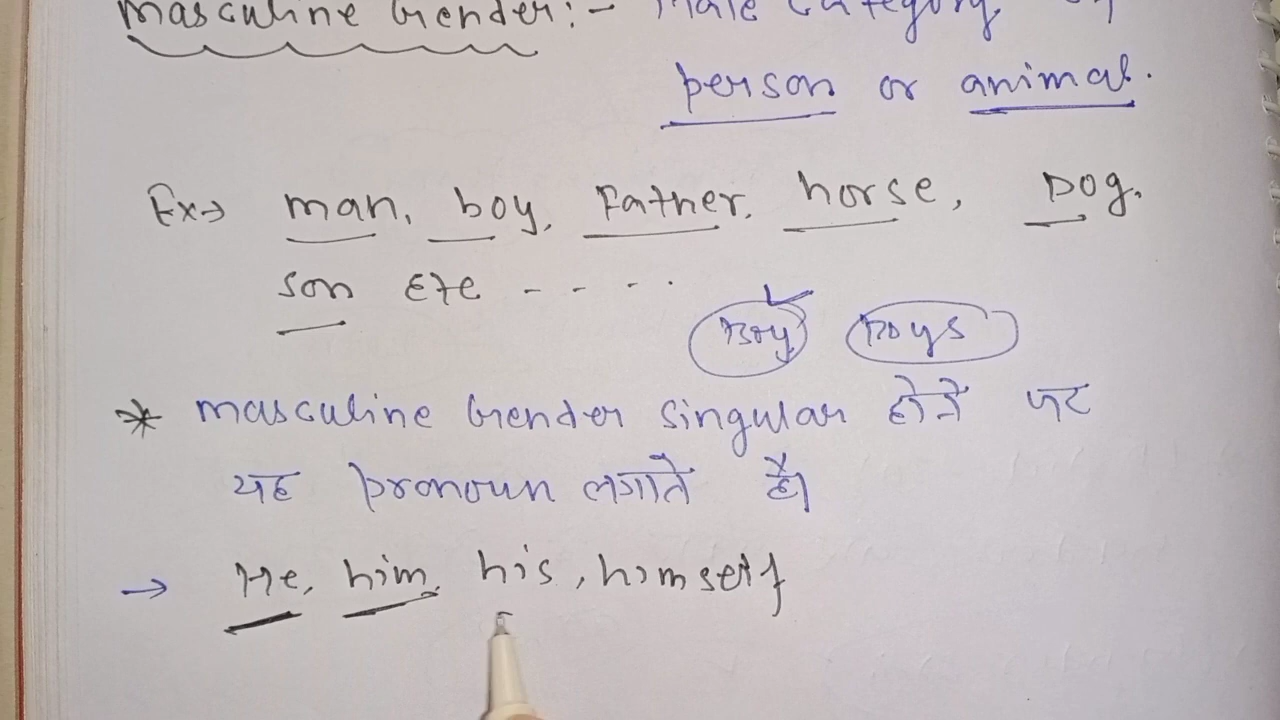 Masculine Gender:- Male Category of
person or animal.
Ex→ man, boy, Father, horse, Dog,
son etc - - - -
Boy Boys
* masculine Gender singular होने पर
यह pronoun लगाते है।
→ He, him, his, himself